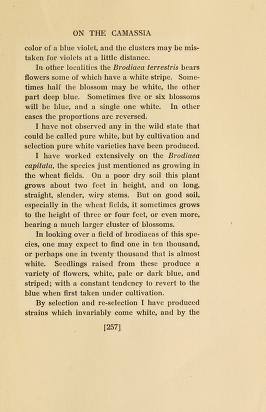 ON THE CAMASSIA
color of a blue violet, and the clusters may be mis-
taken for violets at a little distance.
In other localities the Brodiaea terrestris bears
flowers some of which have a white stripe. Some-
times half the blossom may be white, the other
part deep blue. Sometimes five or six blossoms
will be blue, and a single one white. In other
cases the proportions are reversed.
I have not observed any in the wild state that
could be called pure white, but by cultivation and
selection pure white varieties have been produced.
I have worked extensively on the Brodiaea
capitata, the species just mentioned as growing in
the wheat fields. On a poor dry soil this plant
grows about two feet in height, and on long,
straight, slender, wiry stems. But on good soil,
especially in the wheat fields, it sometimes grows
to the height of three or four feet, or even more,
bearing a much larger cluster of blossoms.
In looking over a field of brodiaeas of this spe-
cies, one may expect to find one in ten thousand,
or perhaps one in twenty thousand that is almost
white. Seedlings raised from these produce a
variety of flowers, white, pale or dark blue, and
striped; with a constant tendency to revert to the
blue when first taken under cultivation.
By selection and re-selection I have produced
strains which invariably come white, and by the
[257]